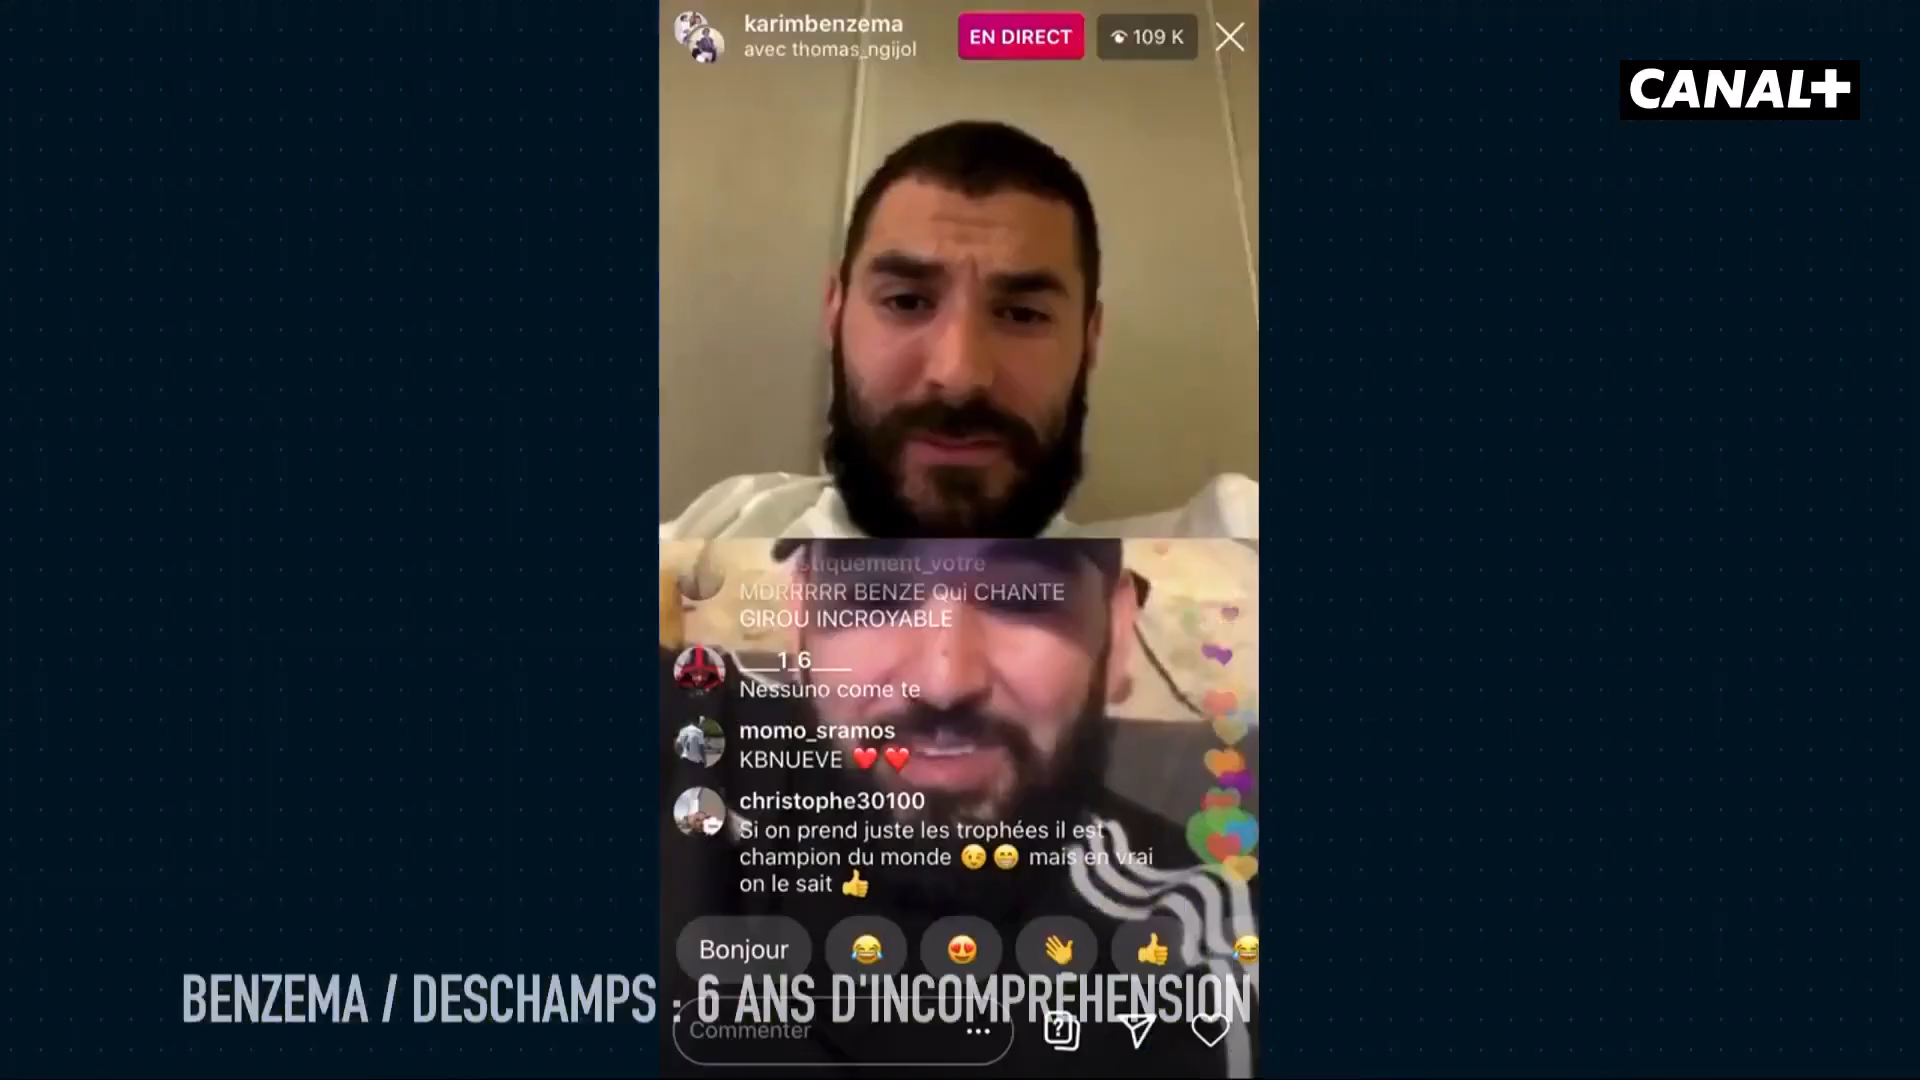 karimbenzema
avec thomas_ngijol
EN DIRECT
109 K
CANAL+
stiquement_votre
MDRRRRR BENZE Qui CHANTE
GIROU INCROYABLE
____1_6____
Nessuno come te
momo_sramos
KBNUEVE ❤️❤️
christophe30100
Si on prend juste les trophées il est
champion du monde 😉😁 mais en vrai
on le sait 👍
Bonjour
BENZEMA / DESCHAMPS : 6 ANS D'INCOMPRÉHENSION
Commenter